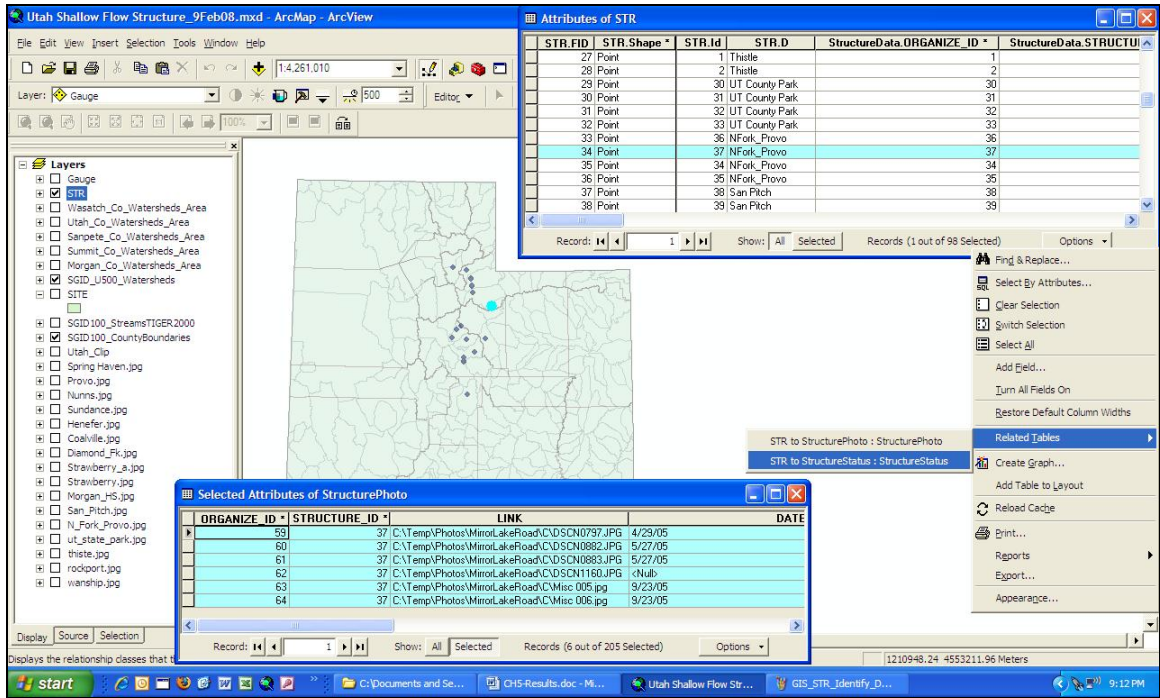 Utah Shallow Flow Structure_9Feb08.mxd - ArcMap - ArcView
File Edit View Insert Selection Tools Window Help
1:4,261,010
Layer: Gauge 500 Editor
100%
Layers
Gauge
STR
Wasatch_Co_Watersheds_Area
Utah_Co_Watersheds_Area
Sanpete_Co_Watersheds_Area
Summit_Co_Watersheds_Area
Morgan_Co_Watersheds_Area
SGID_U500_Watersheds
SITE
SGID100_StreamsTIGER2000
SGID100_CountyBoundaries
Utah_Clip
Spring Haven.jpg
Provo.jpg
Nunns.jpg
Sundance.jpg
Henefer.jpg
Coalville.jpg
Diamond_Fk.jpg
Strawberry_a.jpg
Strawberry.jpg
Morgan_HS.jpg
San_Pitch.jpg
N_Fork_Provo.jpg
ut_state_park.jpg
thiste.jpg
rockport.jpg
wanship.jpg
Display Source Selection
Displays the relationship classes that t
Attributes of STR
STR.FID STR.Shape * STR.Id STR.D StructureData.ORGANIZE_ID * StructureData.STRUCTU
27 Point 1 Thistle 1
28 Point 2 Thistle 2
29 Point 30 UT County Park 30
30 Point 31 UT County Park 31
31 Point 32 UT County Park 32
32 Point 33 UT County Park 33
33 Point 36 NFork_Provo 36
34 Point 37 NFork_Provo 37
35 Point 34 NFork_Provo 34
36 Point 35 NFork_Provo 35
37 Point 38 San Pitch 38
38 Point 39 San Pitch 39
Record: 1 Show: All Selected Records (1 out of 98 Selected) Options
Find & Replace...
Select By Attributes...
Clear Selection
Switch Selection
Select All
Add Field...
Turn All Fields On
Restore Default Column Widths
Related Tables
Create Graph...
Add Table to Layout
Reload Cache
Print...
Reports
Export...
Appearance...
STR to StructurePhoto : StructurePhoto
STR to StructureStatus : StructureStatus
Selected Attributes of StructurePhoto
ORGANIZE_ID * STRUCTURE_ID * LINK DATE
59 37 C:\Temp\Photos\MirrorLakeRoad\C\DSCN0797.JPG 4/29/05
60 37 C:\Temp\Photos\MirrorLakeRoad\C\DSCN0882.JPG 5/27/05
61 37 C:\Temp\Photos\MirrorLakeRoad\C\DSCN0883.JPG 5/27/05
62 37 C:\Temp\Photos\MirrorLakeRoad\C\DSCN1160.JPG <Null>
63 37 C:\Temp\Photos\MirrorLakeRoad\C\Misc 005.jpg 9/23/05
64 37 C:\Temp\Photos\MirrorLakeRoad\C\Misc 006.jpg 9/23/05
Record: 1 Show: All Selected Records (6 out of 205 Selected) Options
1210948.24 4553211.96 Meters
start C:\Documents and Se... CH5-Results.doc - Mi... Utah Shallow Flow Str... GIS_STR_Identify_D... 9:12 PM